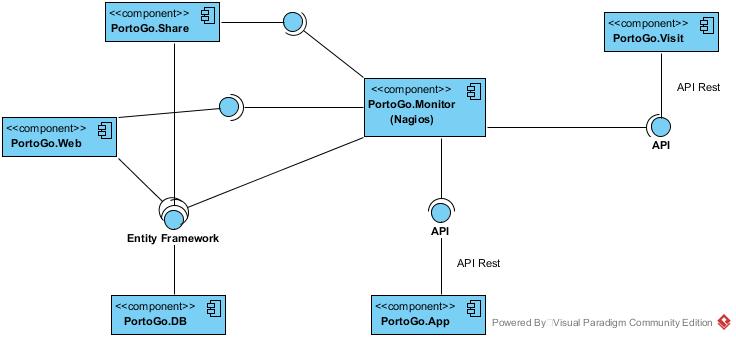 <<component>>
PortoGo.Share
<<component>>
PortoGo.Visit
<<component>>
PortoGo.Monitor
(Nagios)
API Rest
<<component>>
PortoGo.Web
API
Entity Framework
API
API Rest
<<component>>
PortoGo.DB
<<component>>
PortoGo.App
Powered By Visual Paradigm Community Edition